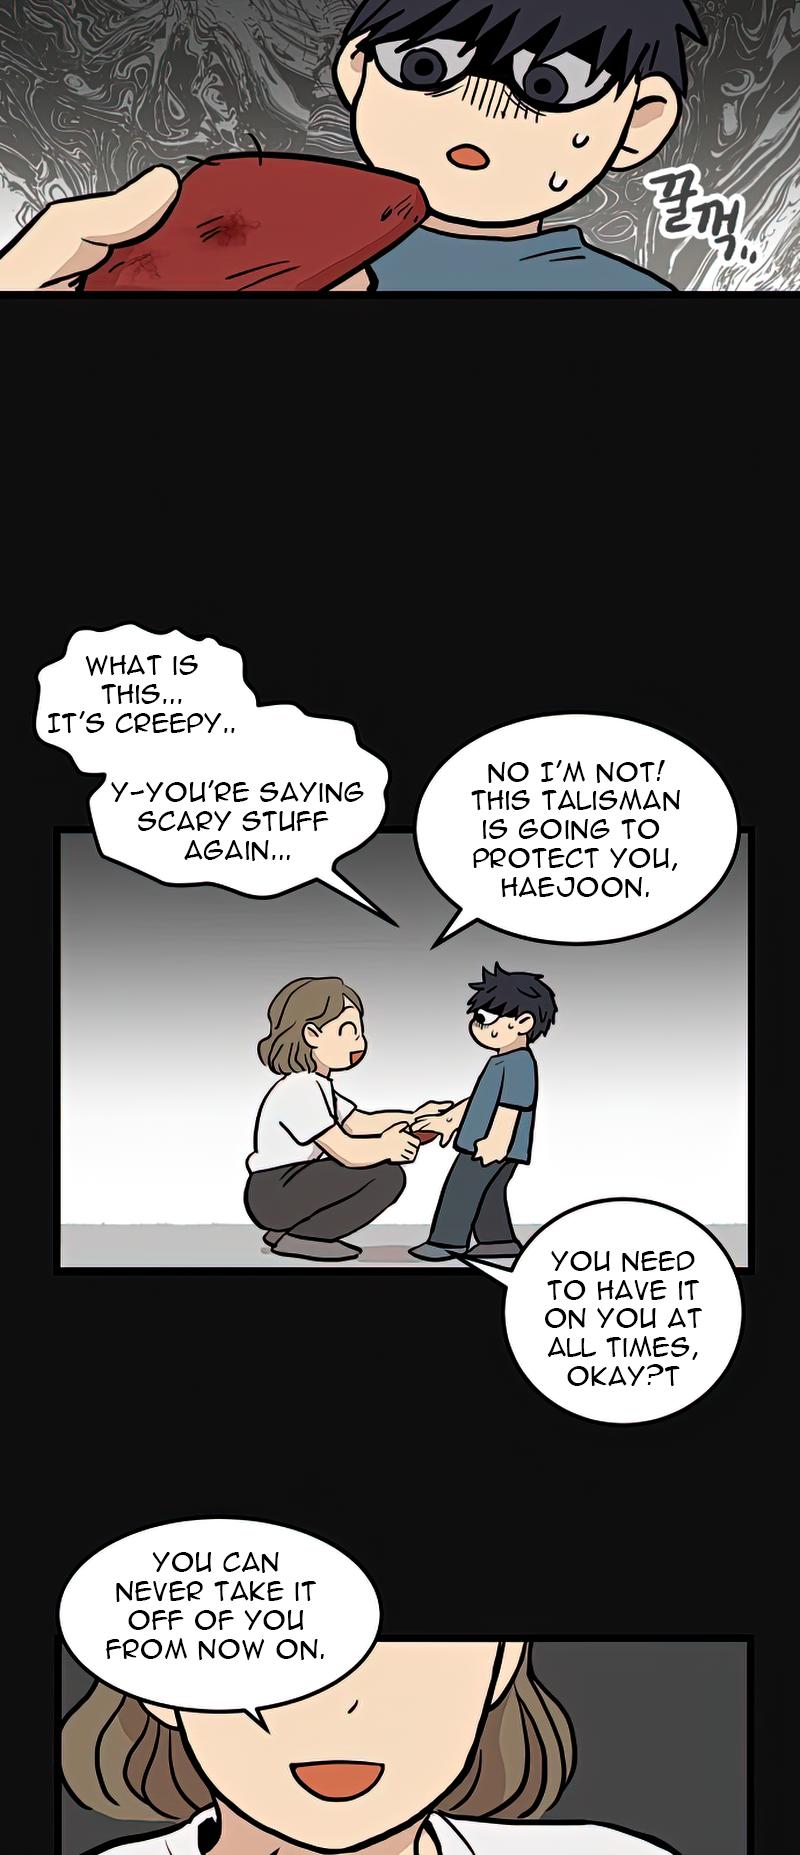 꿀꺽..
WHAT IS
THIS...
IT'S CREEPY..
Y-YOU'RE SAYING
SCARY STUFF
AGAIN...
NO I'M NOT!
THIS TALISMAN
IS GOING TO
PROTECT YOU,
HAEJOON.
YOU NEED
TO HAVE IT
ON YOU AT
ALL TIMES,
OKAY?T
YOU CAN
NEVER TAKE IT
OFF OF YOU
FROM NOW ON.